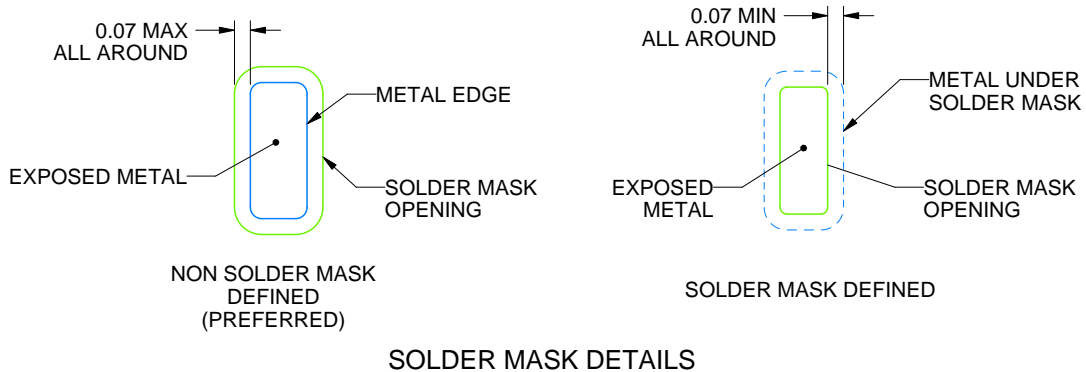 0.07 MAX
ALL AROUND
METAL EDGE
EXPOSED METAL
SOLDER MASK
OPENING
NON SOLDER MASK
DEFINED
(PREFERRED)
0.07 MIN
ALL AROUND
METAL UNDER
SOLDER MASK
EXPOSED
METAL
SOLDER MASK
OPENING
SOLDER MASK DEFINED
SOLDER MASK DETAILS